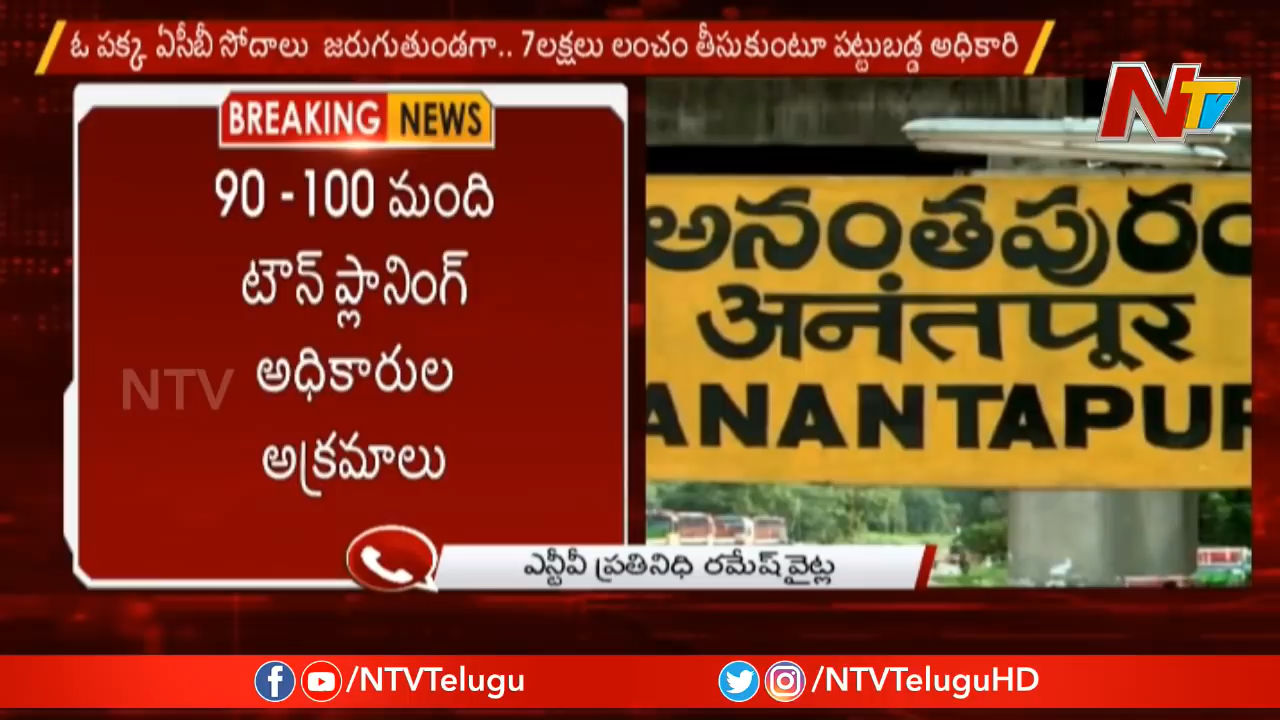 ఓ పక్క ఏసీబీ సోదాలు జరుగుతుండగా.. 7లక్షలు లంచం తీసుకుంటూ పట్టుబడ్డ అధికారి
NTV
BREAKING NEWS
90 -100 మంది
టౌన్ ప్లానింగ్
అధికారుల
అక్రమాలు
NTV
అనంతపురం
अनंतपूर
ANANTAPUR
ఎన్టీవీ ప్రతినిధి రమేష్ వైట్ల
/NTVTelugu
/NTVTeluguHD